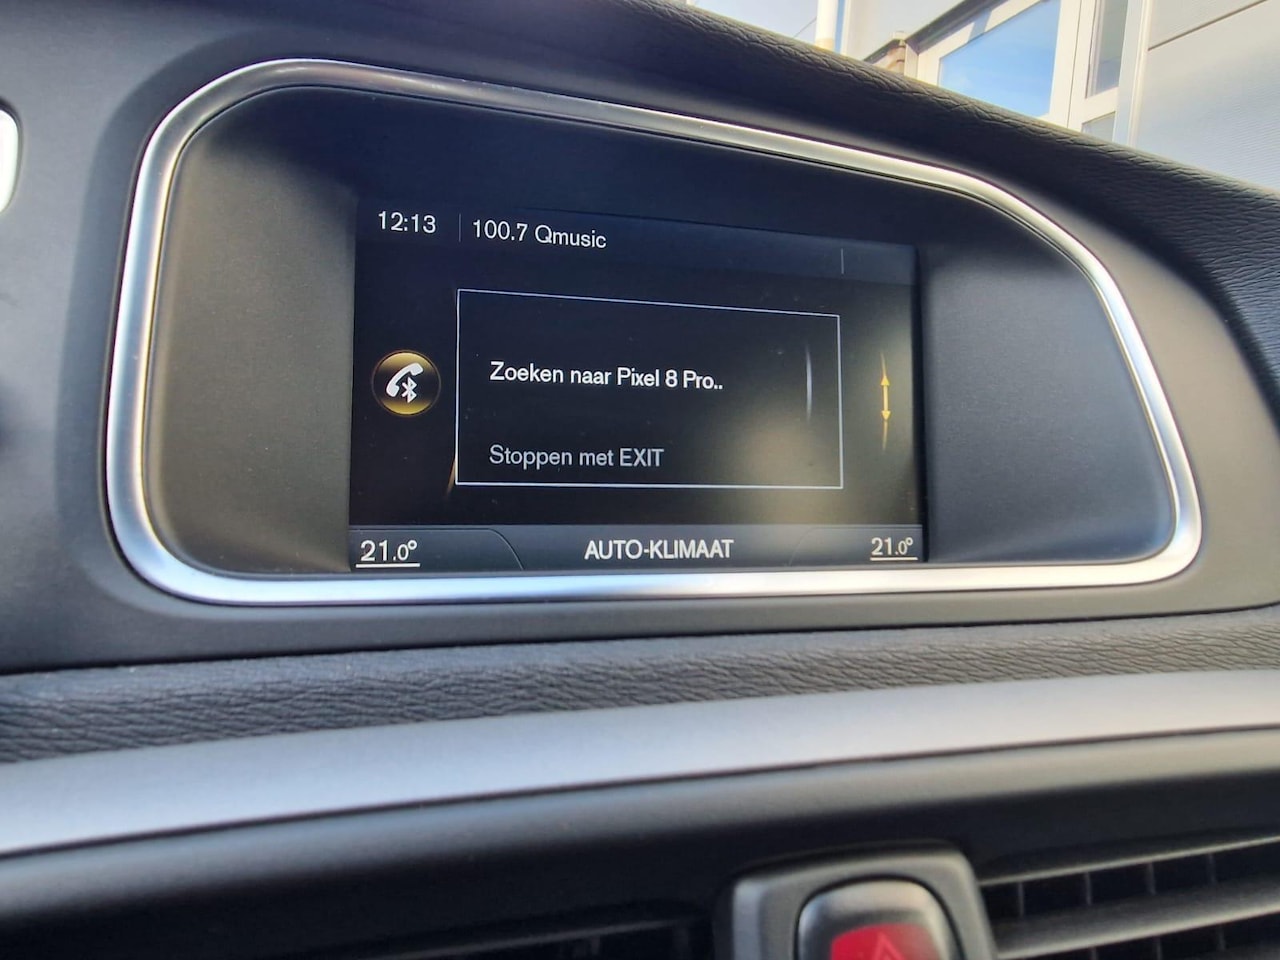 12:13 100.7 Qmusic
Zoeken naar Pixel 8 Pro..
Stoppen met EXIT
21.0° AUTO-KLIMAAT 21.0°